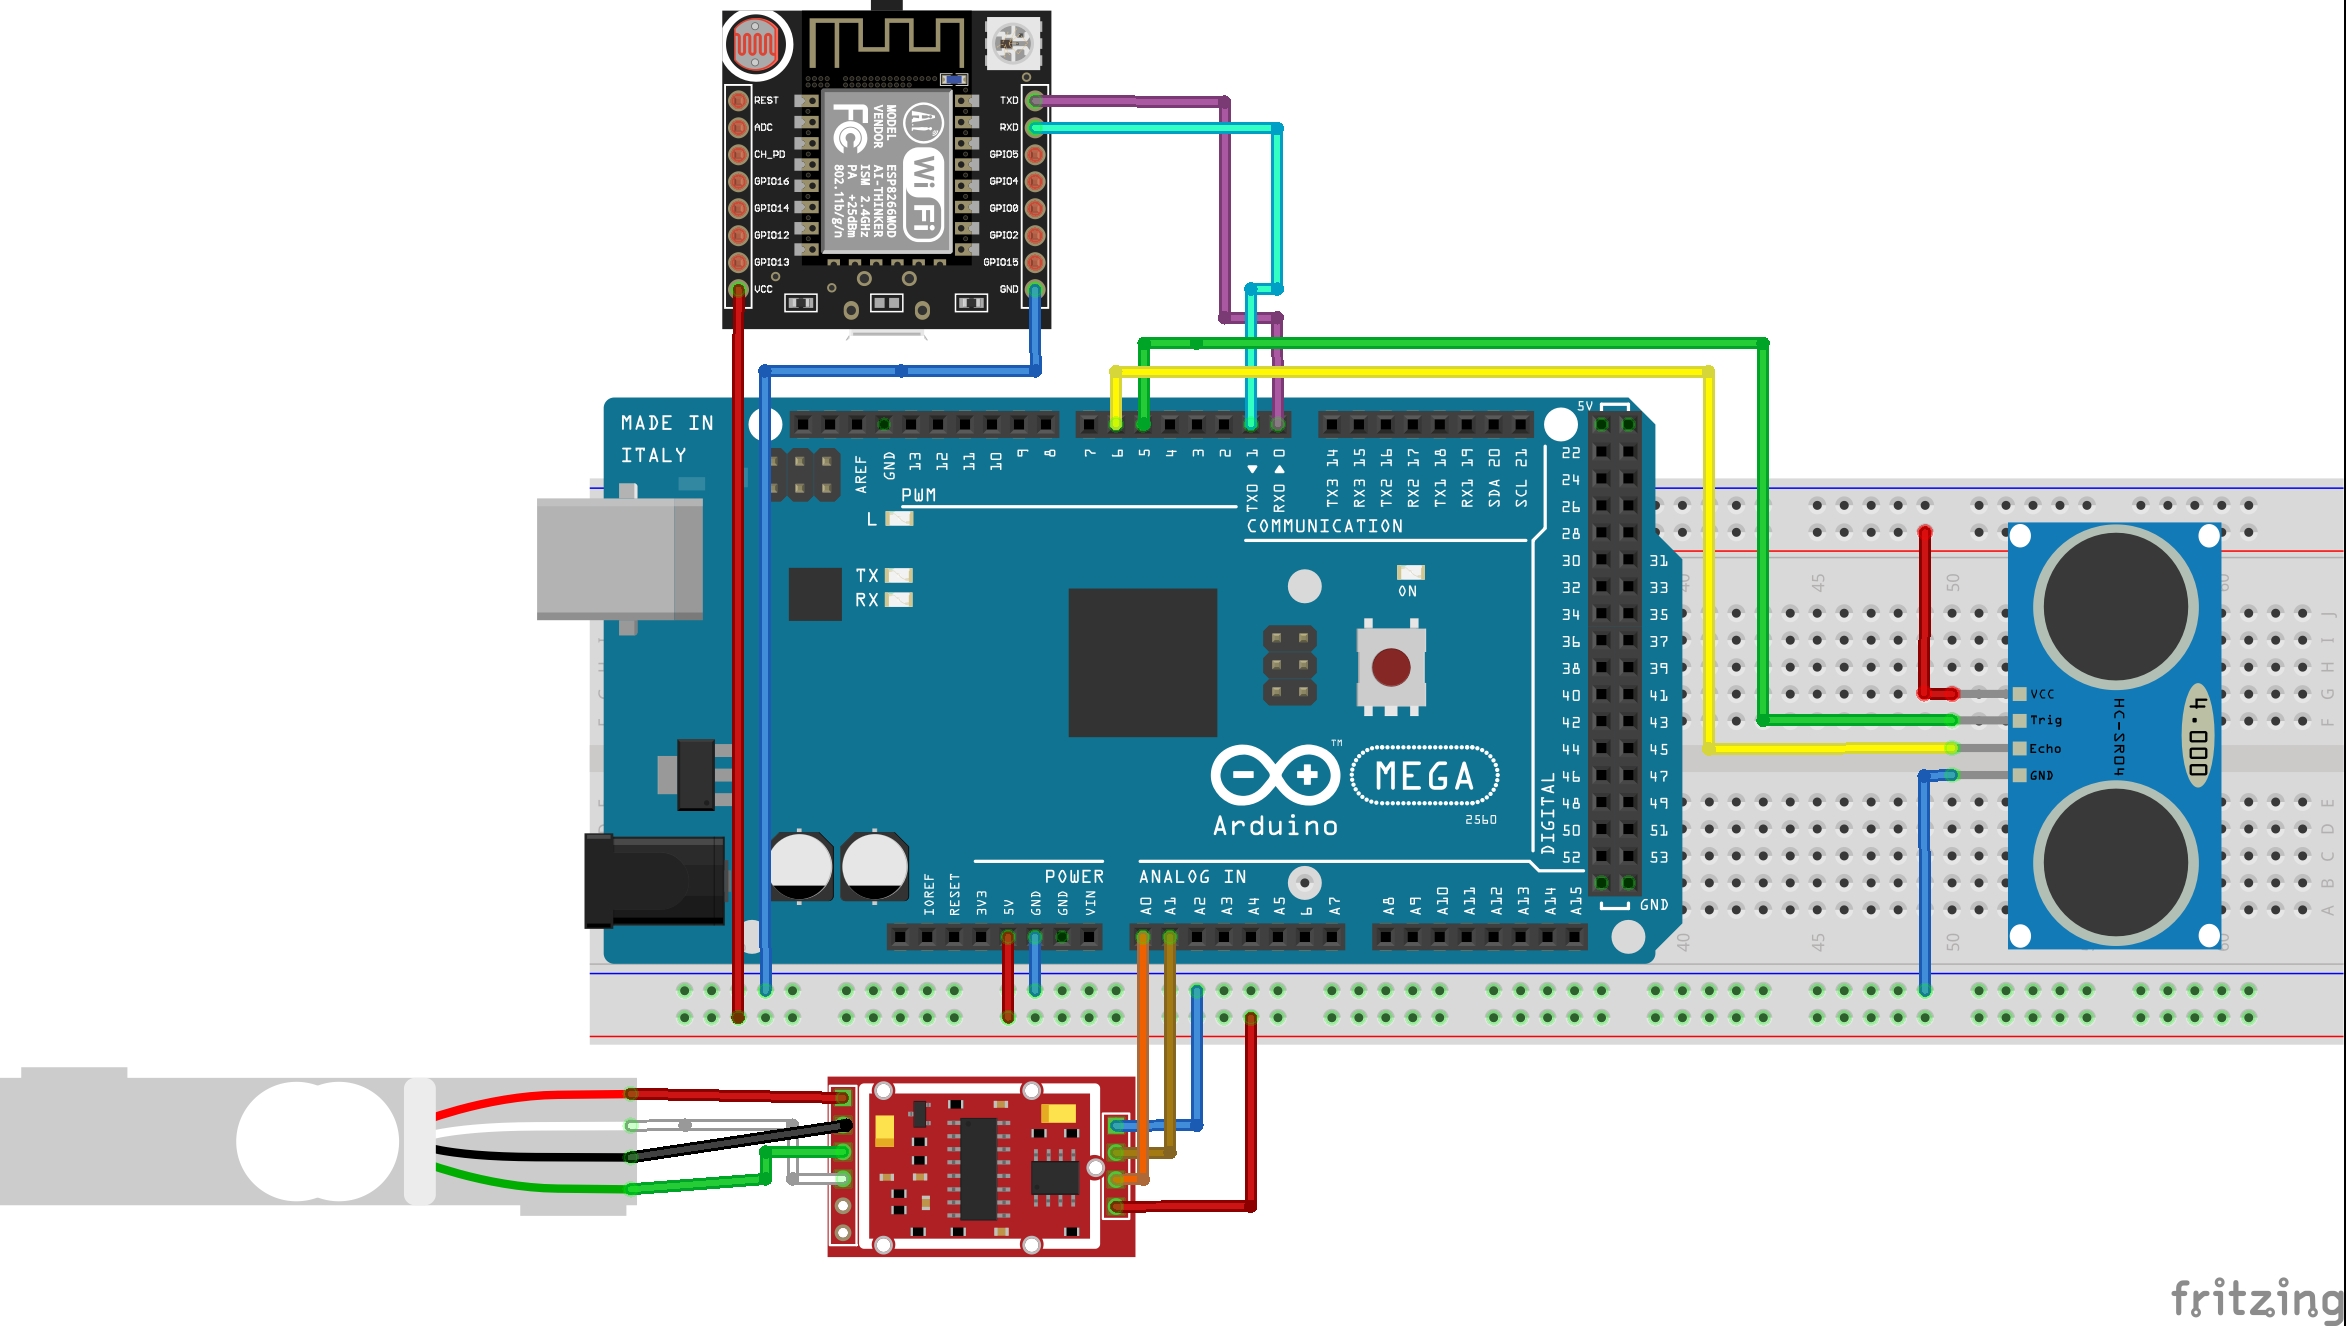 REST
ADC
CH_PD
GPIO16
GPIO14
GPIO12
GPIO13
VCC
FC
MODEL
VENDOR
ESP8266MOD
AI-THINKER
ISM 2.4GHz
PA +25dBm
802.11b/g/n
Ai
Wi Fi
TXD
RXD
GPIO5
GPIO4
GPIO0
GPIO2
GPIO15
GND
MADE IN
ITALY
AREF
GND
13
12
11
10
9
8
7
6
5
4
3
2
1
0
TX0
RX0
TX3 14
RX3 15
TX2 16
RX2 17
TX1 18
RX1 19
SDA 20
SCL 21
PWM
COMMUNICATION
L
TX
RX
ON
5V
22
24
26
28
30 31
32 33
34 35
36 37
38 39
40 41
42 43
44 45
46 47
48 49
50 51
52 53
GND
DIGITAL
TM
MEGA
Arduino
2560
POWER
ANALOG IN
IOREF
RESET
3V3
5V
GND
GND
VIN
A0
A1
A2
A3
A4
A5
6
A7
A8
A9
A10
A11
A12
A13
A14
A15
45
50
J
I
H
G
F
E
D
C
B
A
40
45
50
VCC
Trig
Echo
GND
HC-SR04
4.000
fritzing